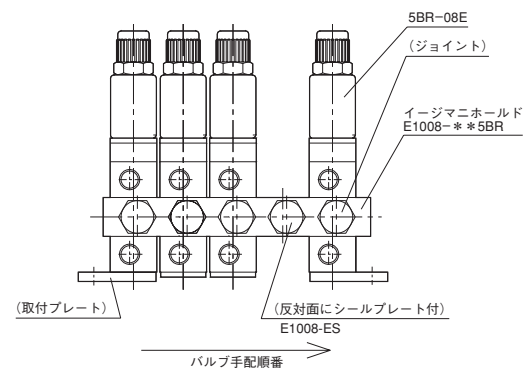 5BR-08E
（ジョイント）
イージマニホールド
E1008-＊＊5BR
（取付プレート）
（反対面にシールプレート付）
E1008-ES
バルブ手配順番